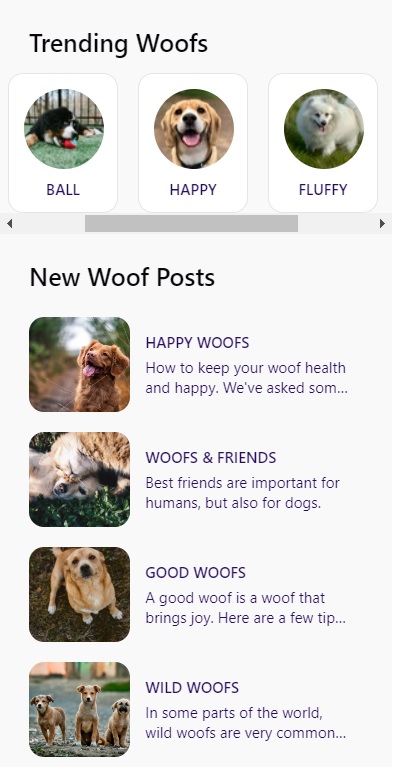 Trending Woofs
BALL
HAPPY
FLUFFY
New Woof Posts
HAPPY WOOFS
How to keep your woof health
and happy. We've asked som...
WOOFS & FRIENDS
Best friends are important for
humans, but also for dogs.
GOOD WOOFS
A good woof is a woof that
brings joy. Here are a few tip...
WILD WOOFS
In some parts of the world,
wild woofs are very common...